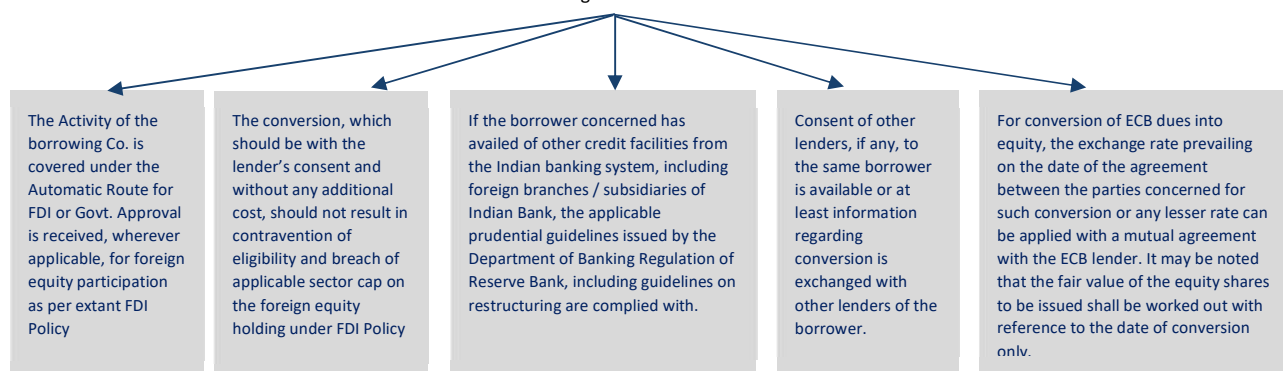 The Activity of the
borrowing Co. is
covered under the
Automatic Route for
FDI or Govt. Approval
is received, wherever
applicable, for foreign
equity participation
as per extant FDI
Policy
The conversion, which
should be with the
lender's consent and
without any additional
cost, should not result in
contravention of
eligibility and breach of
applicable sector cap on
the foreign equity
holding under FDI Policy
If the borrower concerned has
availed of other credit facilities from
the Indian banking system, including
foreign branches / subsidiaries of
Indian Bank, the applicable
prudential guidelines issued by the
Department of Banking Regulation of
Reserve Bank, including guidelines on
restructuring are complied with.
Consent of other
lenders, if any, to
the same borrower
is available or at
least information
regarding
conversion is
exchanged with
other lenders of the
borrower.
For conversion of ECB dues into
equity, the exchange rate prevailing
on the date of the agreement
between the parties concerned for
such conversion or any lesser rate can
be applied with a mutual agreement
with the ECB lender. It may be noted
that the fair value of the equity shares
to be issued shall be worked out with
reference to the date of conversion
only.